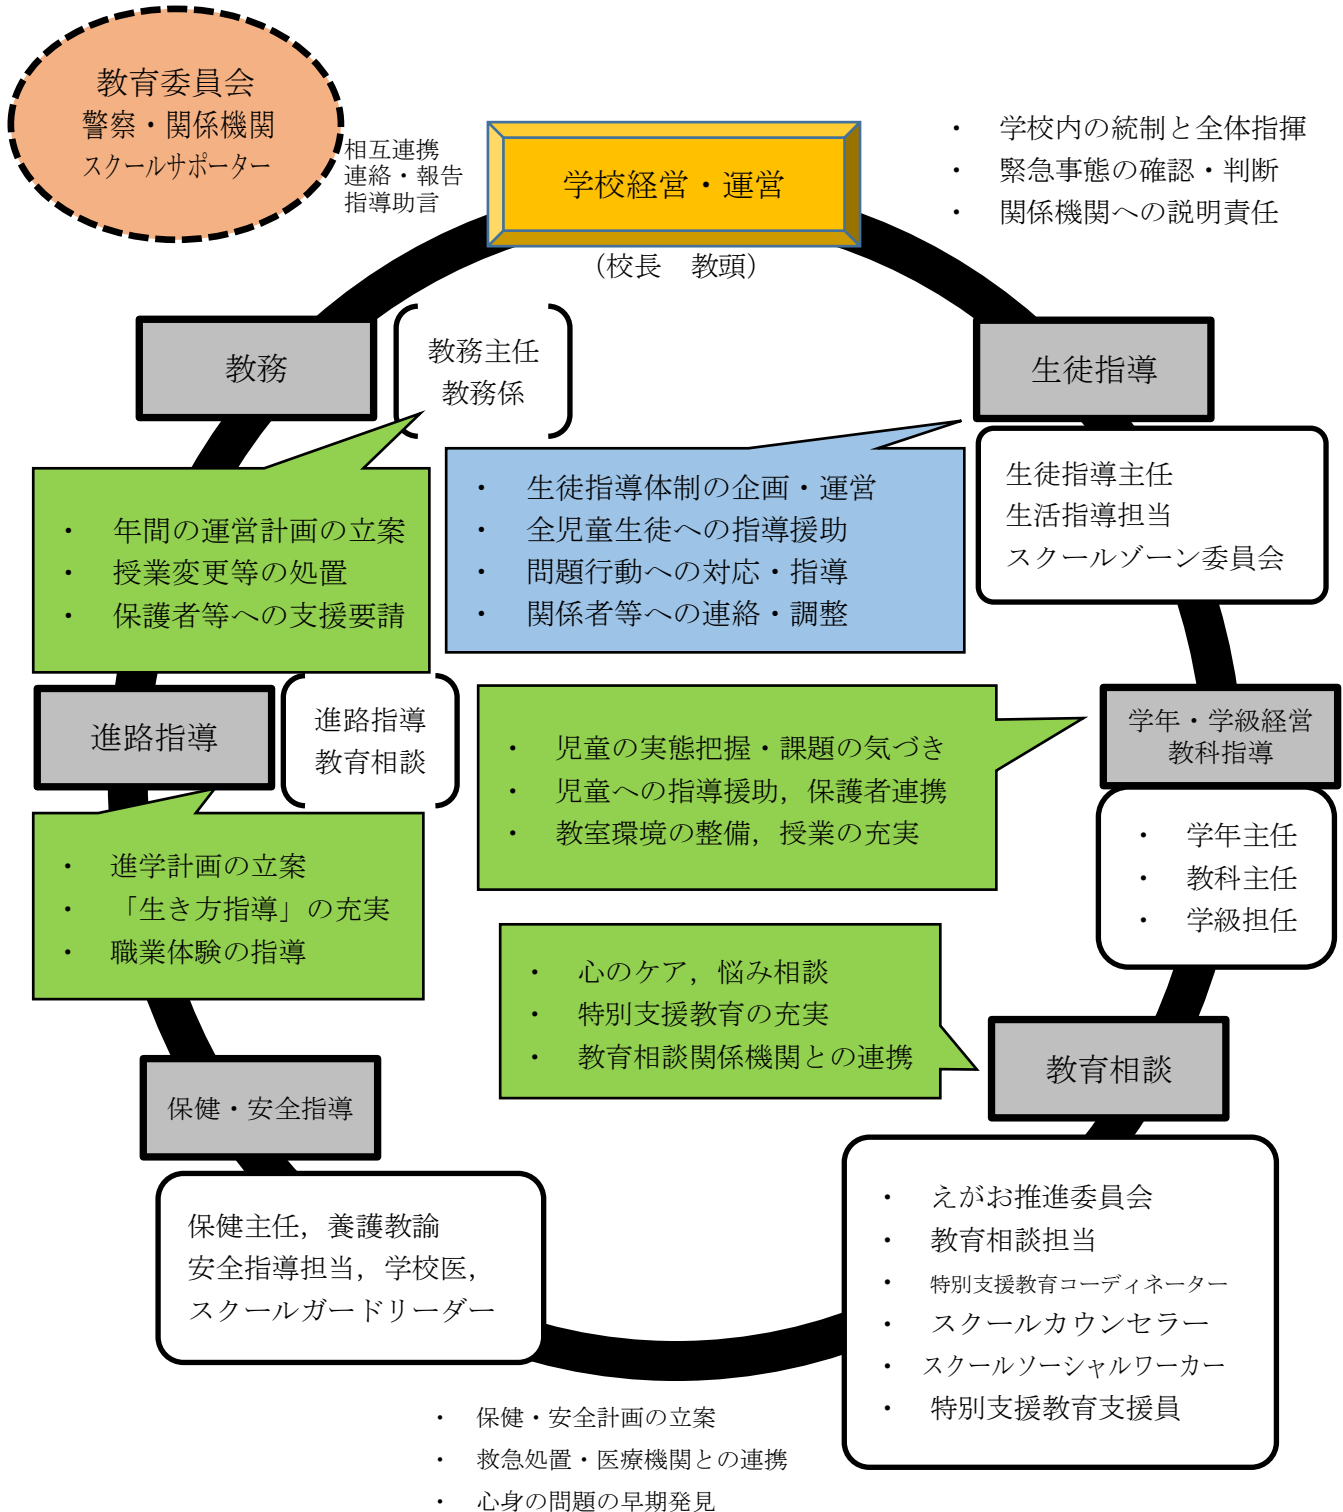 教育委員会
警察・関係機関
スクールサポーター
相互連携
連絡・報告
指導助言
学校経営・運営
（校長　教頭）
・　学校内の統制と全体指揮
・　緊急事態の確認・判断
・　関係機関への説明責任
教務
教務主任
教務係
生徒指導
生徒指導主任
生活指導担当
スクールゾーン委員会
・　年間の運営計画の立案
・　授業変更等の処置
・　保護者等への支援要請
・　生徒指導体制の企画・運営
・　全児童生徒への指導援助
・　問題行動への対応・指導
・　関係者等への連絡・調整
進路指導
進路指導
教育相談
・　児童の実態把握・課題の気づき
・　児童への指導援助，保護者連携
・　教室環境の整備，授業の充実
学年・学級経営
教科指導
・　学年主任
・　教科主任
・　学級担任
・　進学計画の立案
・　「生き方指導」の充実
・　職業体験の指導
・　心のケア，悩み相談
・　特別支援教育の充実
・　教育相談関係機関との連携
教育相談
保健・安全指導
保健主任，養護教諭
安全指導担当，学校医，
スクールガードリーダー
・　えがお推進委員会
・　教育相談担当
・　特別支援教育コーディネーター
・　スクールカウンセラー
・　スクールソーシャルワーカー
・　特別支援教育支援員
・　保健・安全計画の立案
・　救急処置・医療機関との連携
・　心身の問題の早期発見